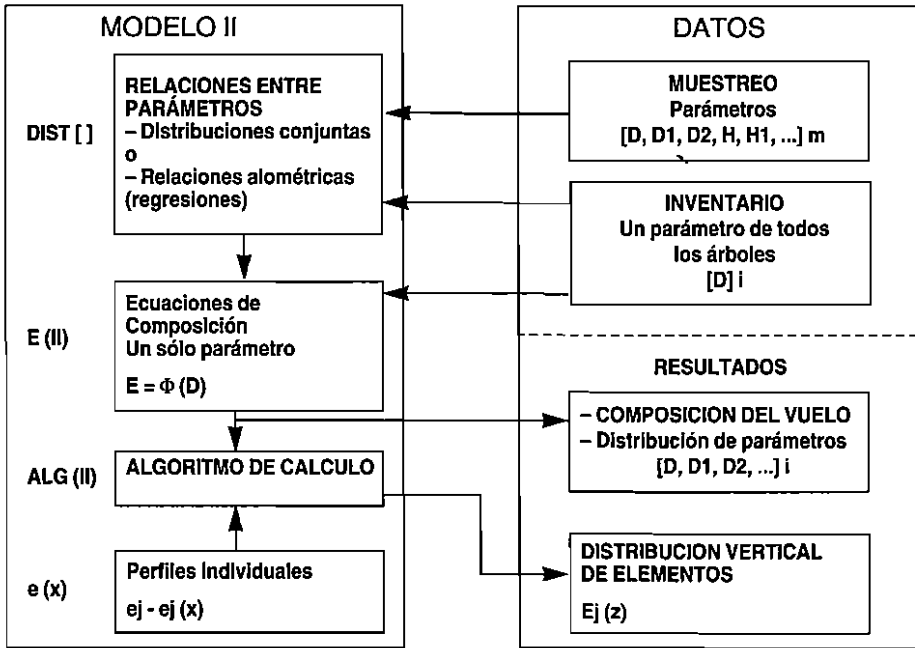 MODELO II
DIST [ ]
RELACIONES ENTRE
PARÁMETROS
– Distribuciones conjuntas
o
– Relaciones alométricas
(regresiones)
E (II)
Ecuaciones de
Composición
Un sólo parámetro
E = Φ (D)
ALG (II)
ALGORITMO DE CALCULO
e (x)
Perfiles Individuales
ej - ej (x)
DATOS
MUESTREO
Parámetros
[D, D1, D2, H, H1, ...] m
INVENTARIO
Un parámetro de todos
los árboles
[D] i
RESULTADOS
– COMPOSICION DEL VUELO
– Distribución de parámetros
[D, D1, D2, ...] i
DISTRIBUCION VERTICAL
DE ELEMENTOS
Ej (z)